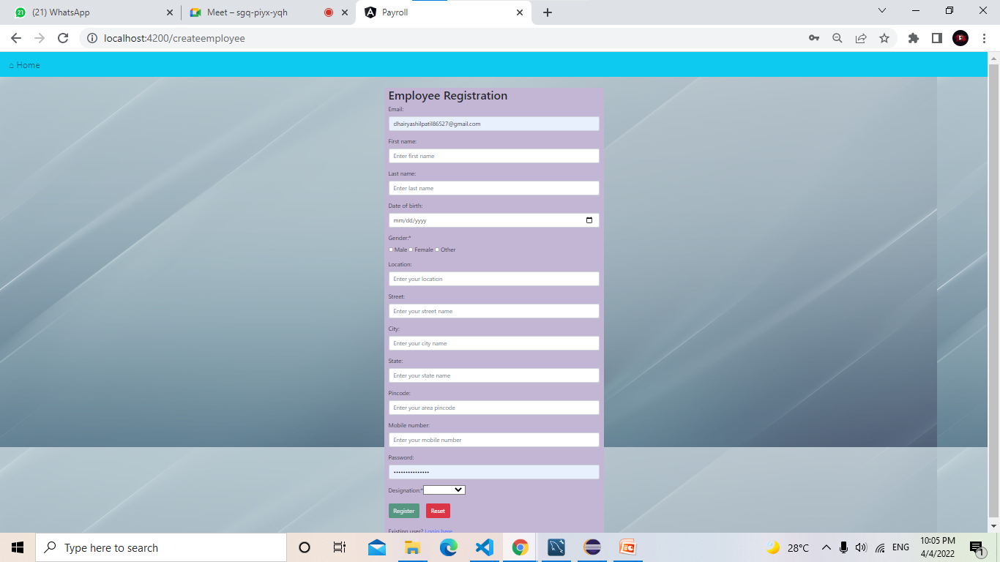 (21) WhatsApp
Meet – sgq-piyx-yqh
Payroll
localhost:4200/createemployee
⌂ Home
Employee Registration
Email:
dhairyashilpatil86527@gmail.com
First name:
Enter first name
Last name:
Enter last name
Date of birth:
mm/dd/yyyy
Gender:*
Male Female Other
Location:
Enter your location
Street:
Enter your street name
City:
Enter your city name
State:
Enter your state name
Pincode:
Enter your area pincode
Mobile number:
Enter your mobile number
Password:
•••••••••••••••
Designation:*
Register Reset
Existing user? Login here
Type here to search
28°C
ENG
10:05 PM
4/4/2022
1